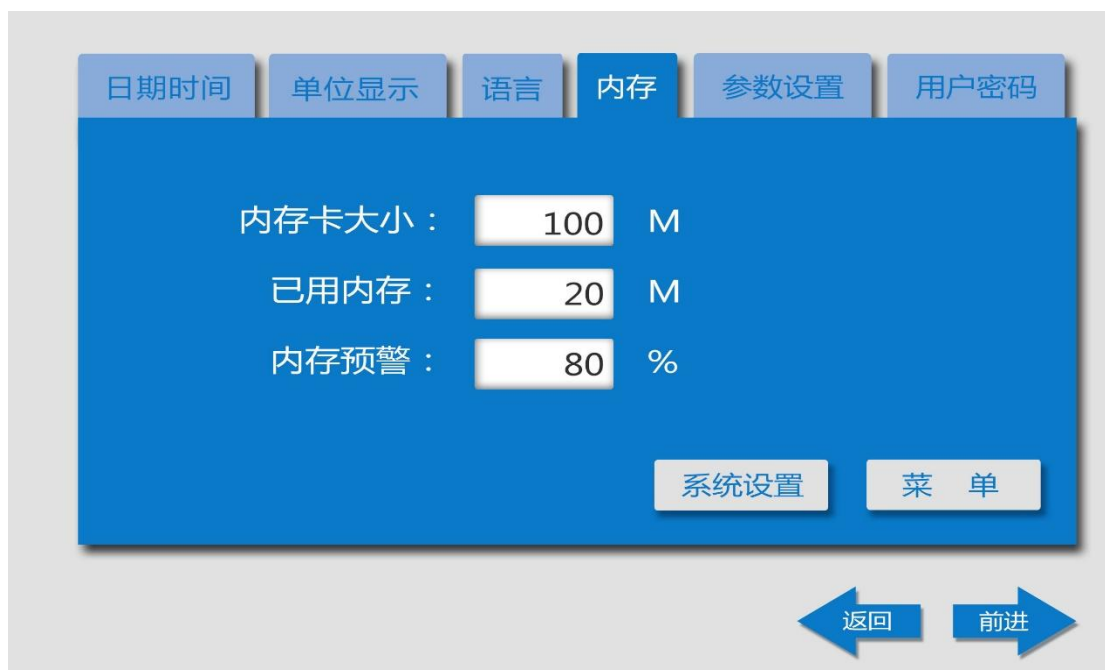 日期时间 单位显示 语言 内存 参数设置 用户密码
内存卡大小： 100 M
已用内存： 20 M
内存预警： 80 %
系统设置 菜 单
返回 前进